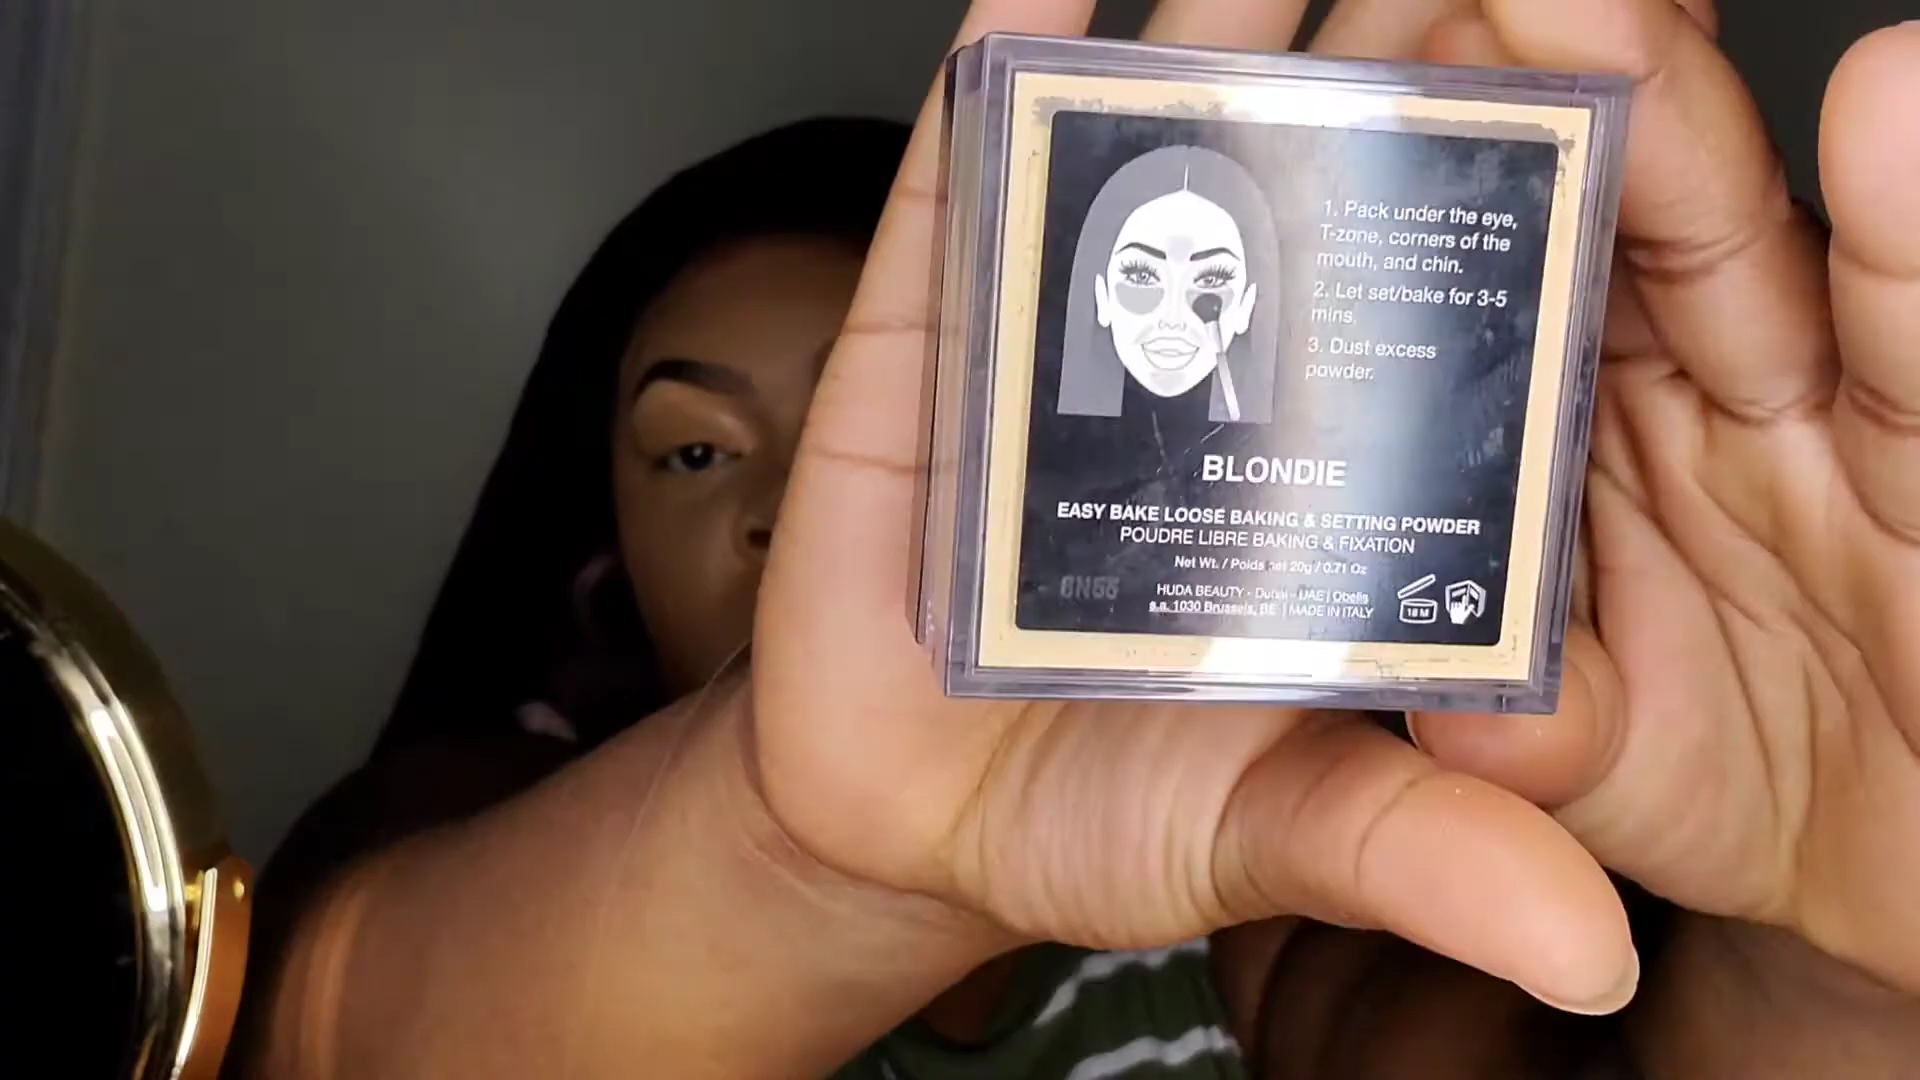 1. Pack under the eye,
T-zone, corners of the
mouth, and chin.
2. Let set/bake for 3-5
mins.
3. Dust excess
powder.
BLONDIE
EASY BAKE LOOSE BAKING & SETTING POWDER
POUDRE LIBRE BAKING & FIXATION
Net Wt. / Poids net 20g / 0.71 Oz
HUDA BEAUTY - Dubai - UAE | Obelis
s.a. 1030 Brussels, BE | MADE IN ITALY
18 M